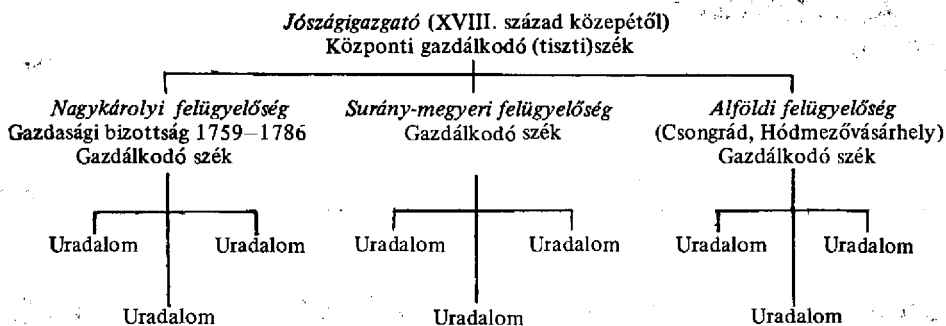 Jószágigazgató (XVIII. század közepétől)
Központi gazdálkodó (tiszti)szék
Nagykárolyi felügyelőség
Gazdasági bizottság 1759–1786
Gazdálkodó szék
Surány-megyeri felügyelőség
Gazdálkodó szék
Alföldi felügyelőség
(Csongrád, Hódmezővásárhely)
Gazdálkodó szék
Uradalom Uradalom Uradalom Uradalom Uradalom Uradalom
Uradalom Uradalom Uradalom